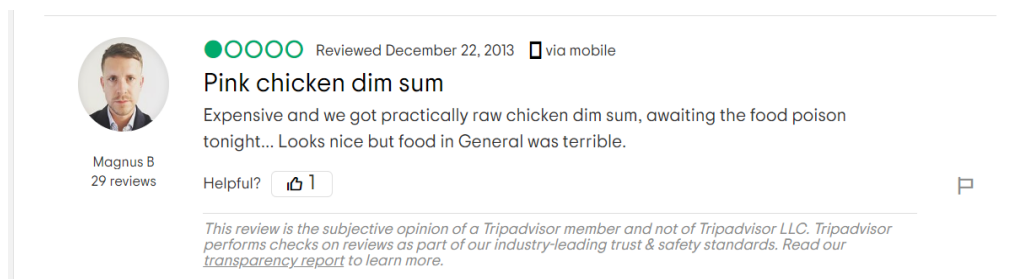 Reviewed December 22, 2013 via mobile
Pink chicken dim sum
Expensive and we got practically raw chicken dim sum, awaiting the food poison
tonight... Looks nice but food in General was terrible.
Magnus B
29 reviews
Helpful? 1
This review is the subjective opinion of a Tripadvisor member and not of Tripadvisor LLC. Tripadvisor
performs checks on reviews as part of our industry-leading trust & safety standards. Read our
transparency report to learn more.